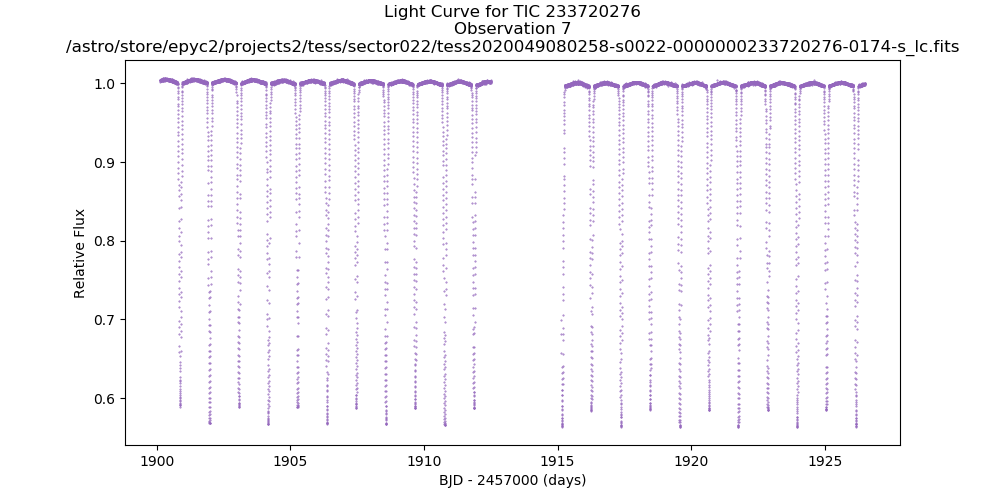 Light Curve for TIC 233720276
Observation 7
/astro/store/epyc2/projects2/tess/sector022/tess2020049080258-s0022-0000000233720276-0174-s_lc.fits
1.0
0.9
0.8
0.7
0.6
Relative Flux
1900
1905
1910
1915
1920
1925
BJD - 2457000 (days)